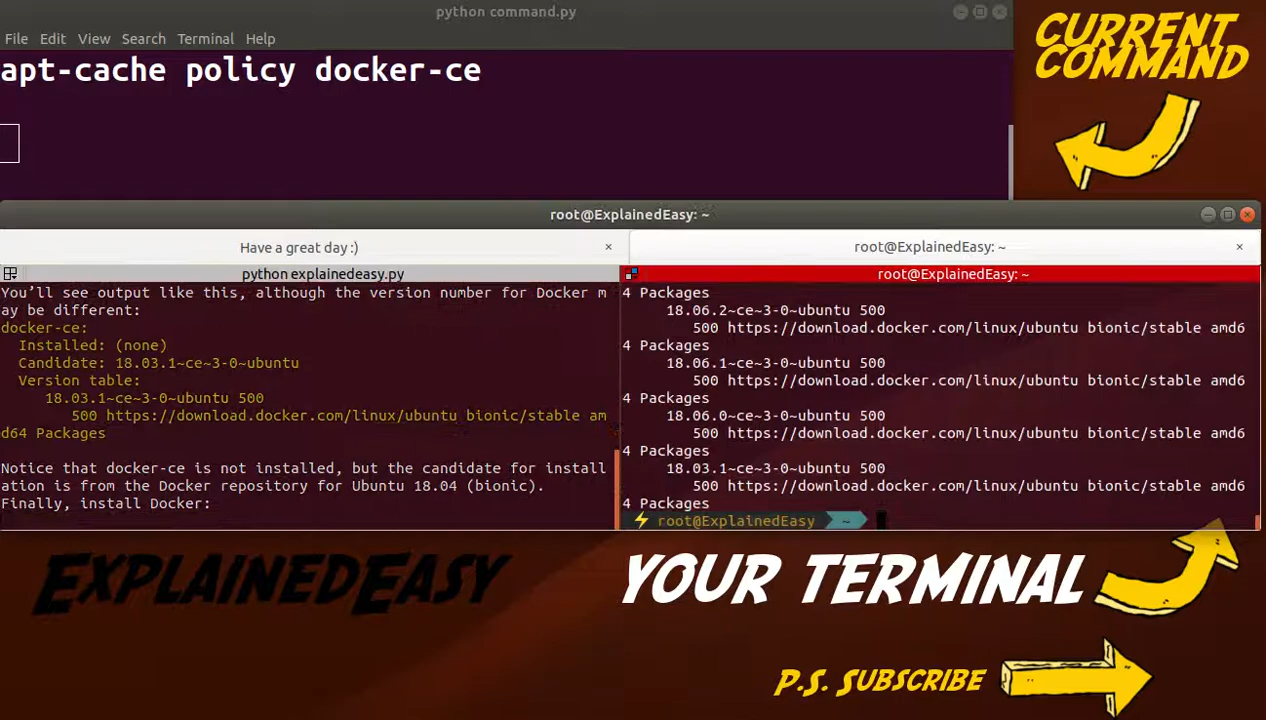 python command.py
File Edit View Search Terminal Help
apt-cache policy docker-ce
CURRENT
COMMAND
root@ExplainedEasy: ~
Have a great day :) ×
root@ExplainedEasy: ~ ×
python explainedeasy.py
You’ll see output like this, although the version number for Docker m
ay be different:
docker-ce:
Installed: (none)
Candidate: 18.03.1~ce~3-0~ubuntu
Version table:
18.03.1~ce~3-0~ubuntu 500
500 https://download.docker.com/linux/ubuntu bionic/stable am
d64 Packages
Notice that docker-ce is not installed, but the candidate for install
ation is from the Docker repository for Ubuntu 18.04 (bionic).
Finally, install Docker:
root@ExplainedEasy: ~
4 Packages
18.06.2~ce~3-0~ubuntu 500
500 https://download.docker.com/linux/ubuntu bionic/stable amd6
4 Packages
18.06.1~ce~3-0~ubuntu 500
500 https://download.docker.com/linux/ubuntu bionic/stable amd6
4 Packages
18.06.0~ce~3-0~ubuntu 500
500 https://download.docker.com/linux/ubuntu bionic/stable amd6
4 Packages
18.03.1~ce~3-0~ubuntu 500
500 https://download.docker.com/linux/ubuntu bionic/stable amd6
4 Packages
root@ExplainedEasy ~
EXPLAINEDEASY
YOUR TERMINAL
P.S. SUBSCRIBE